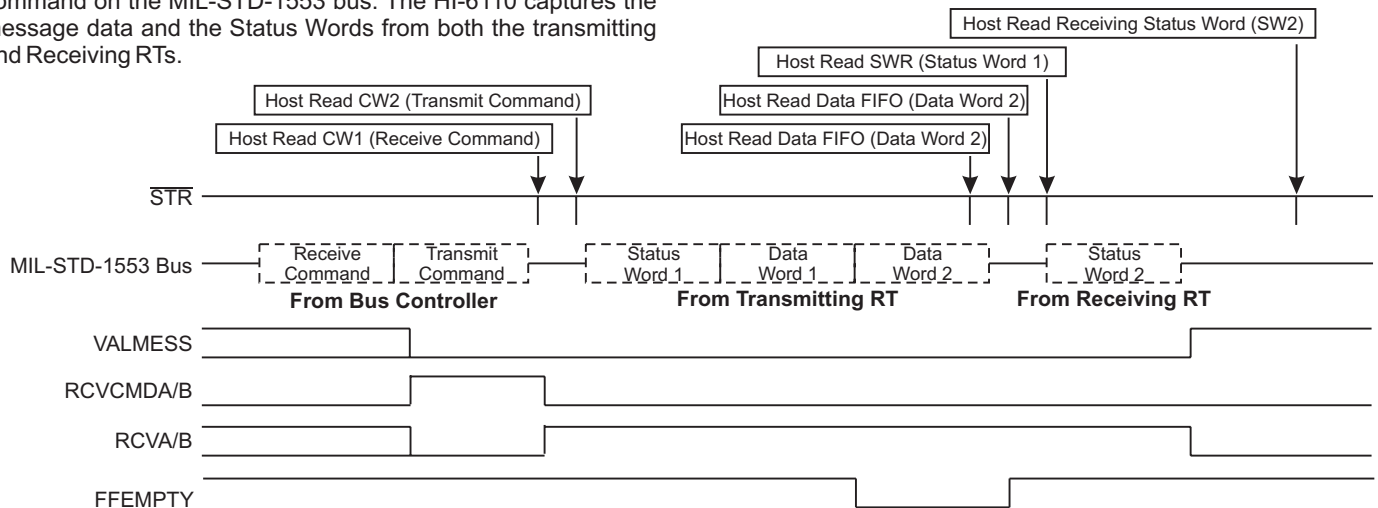 command on the MIL-STD-1553 bus. The HI-6110 captures the
message data and the Status Words from both the transmitting
and Receiving RTs.
Host Read Receiving Status Word (SW2)
Host Read SWR (Status Word 1)
Host Read CW2 (Transmit Command)
Host Read Data FIFO (Data Word 2)
Host Read CW1 (Receive Command)
Host Read Data FIFO (Data Word 2)
STR
MIL-STD-1553 Bus
Receive Command
Transmit Command
Status Word 1
Data Word 1
Data Word 2
Status Word 2
From Bus Controller
From Transmitting RT
From Receiving RT
VALMESS
RCVCMDA/B
RCVA/B
FFEMPTY